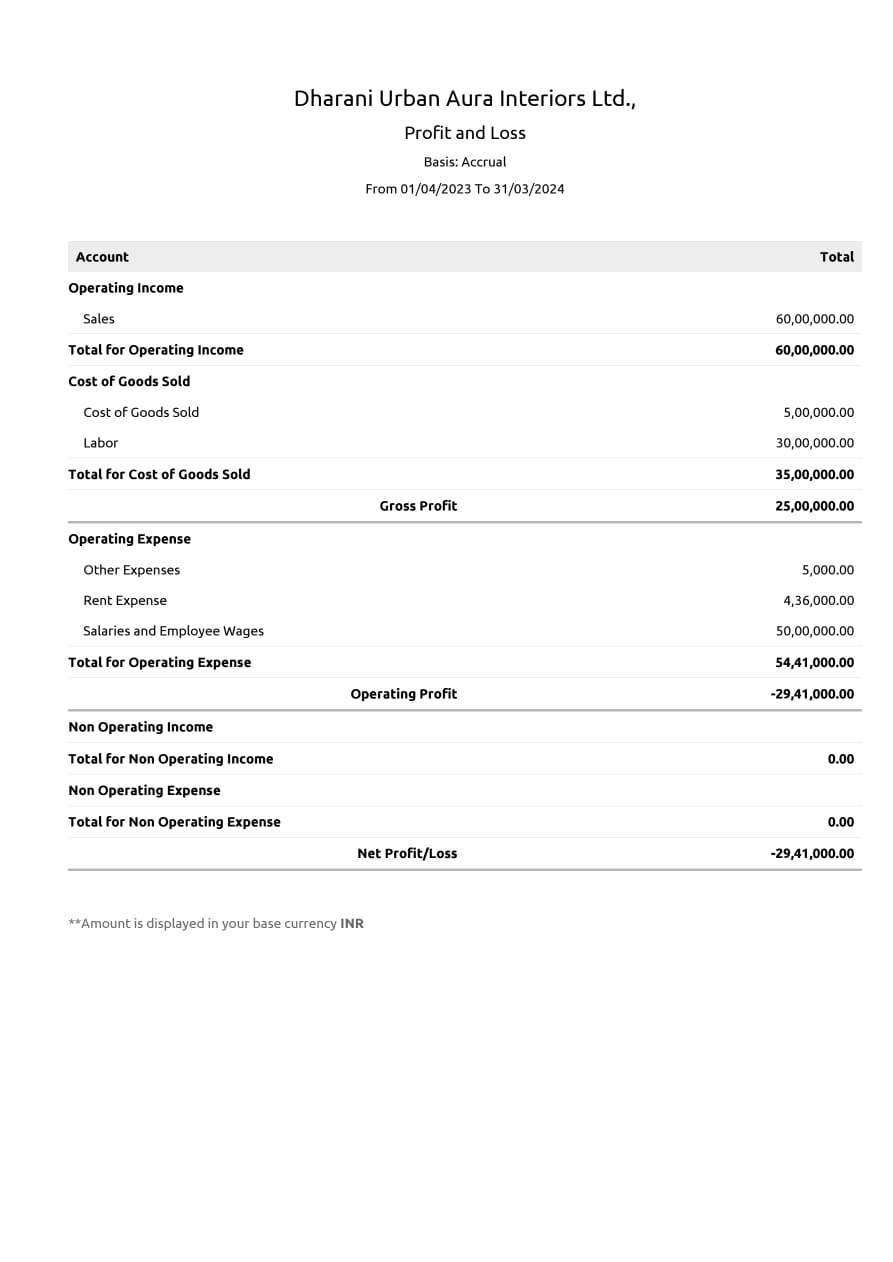 Dharani Urban Aura Interiors Ltd.,
Profit and Loss
Basis: Accrual
From 01/04/2023 To 31/03/2024
Account Total
Operating Income
Sales 60,00,000.00
Total for Operating Income 60,00,000.00
Cost of Goods Sold
Cost of Goods Sold 5,00,000.00
Labor 30,00,000.00
Total for Cost of Goods Sold 35,00,000.00
Gross Profit 25,00,000.00
Operating Expense
Other Expenses 5,000.00
Rent Expense 4,36,000.00
Salaries and Employee Wages 50,00,000.00
Total for Operating Expense 54,41,000.00
Operating Profit -29,41,000.00
Non Operating Income
Total for Non Operating Income 0.00
Non Operating Expense
Total for Non Operating Expense 0.00
Net Profit/Loss -29,41,000.00
**Amount is displayed in your base currency INR